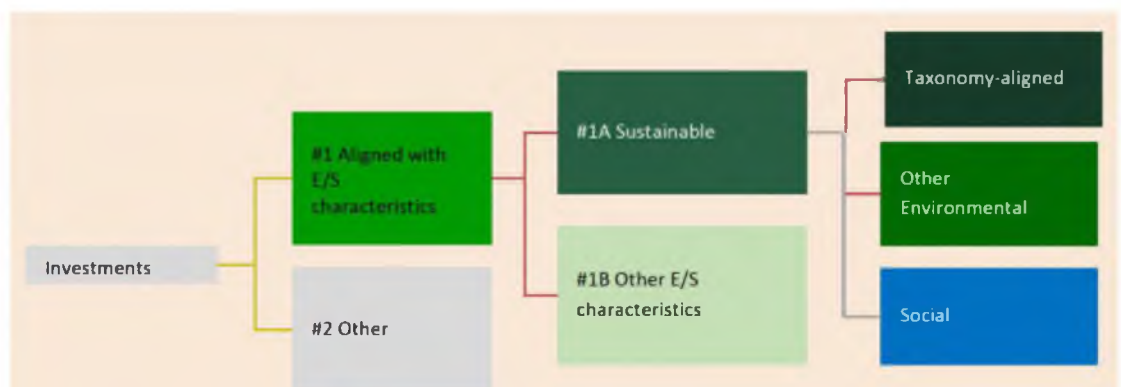 Investments
#1 Aligned with
E/S
characteristics
#2 Other
#1A Sustainable
#1B Other E/S
characteristics
Taxonomy-aligned
Other
Environmental
Social